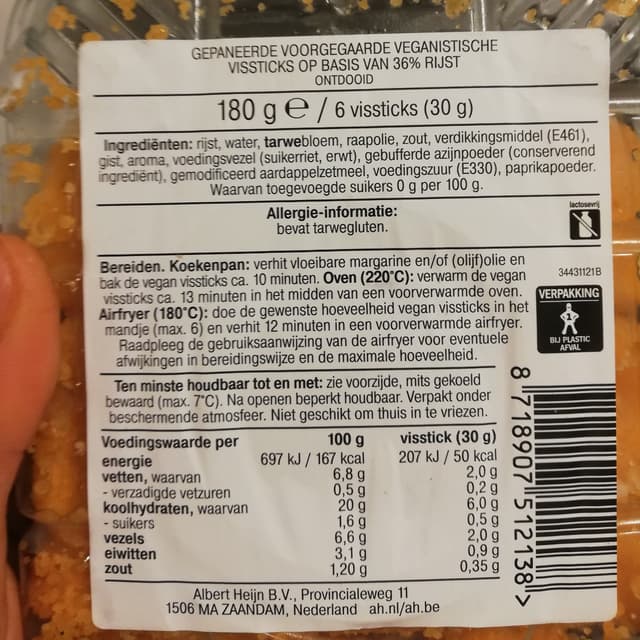 GEPANEERDE VOORGEGAARDE VEGANISTISCHE
VISSTICKS OP BASIS VAN 36% RIJST
ONTDOOID
180 g ℮ / 6 vissticks (30 g)
Ingrediënten: rijst, water, tarwebloem, raapolie, zout, verdikkingsmiddel (E461),
gist, aroma, voedingsvezel (suikerriet, erwt), gebufferde azijnpoeder (conserverend
ingrediënt), gemodificeerd aardappelzetmeel, voedingszuur (E330), paprikapoeder.
Waarvan toegevoegde suikers 0 g per 100 g.
Allergie-informatie:
bevat tarwegluten.
lactosevrij
Bereiden. Koekenpan: verhit vloeibare margarine en/of (olijf)olie en
bak de vegan vissticks ca. 10 minuten. Oven (220°C): verwarm de vegan
vissticks ca. 13 minuten in het midden van een voorverwarmde oven.
Airfryer (180°C): doe de gewenste hoeveelheid vegan vissticks in het
mandje (max. 6) en verhit 12 minuten in een voorverwarmde airfryer.
Raadpleeg de gebruiksaanwijzing van de airfryer voor eventuele
afwijkingen in bereidingswijze en de maximale hoeveelheid.
34431121B
VERPAKKING
BIJ PLASTIC
AFVAL
Ten minste houdbaar tot en met: zie voorzijde, mits gekoeld
bewaard (max. 7°C). Na openen beperkt houdbaar. Verpakt onder
beschermende atmosfeer. Niet geschikt om thuis in te vriezen.
Voedingswaarde per 100 g visstick (30 g)
energie 697 kJ / 167 kcal 207 kJ / 50 kcal
vetten, waarvan 6,8 g 2,0 g
- verzadigde vetzuren 0,5 g 0,2 g
koolhydraten, waarvan 20 g 6,0 g
- suikers 1,6 g 0,5 g
vezels 6,6 g 2,0 g
eiwitten 3,1 g 0,9 g
zout 1,20 g 0,35 g
8 718907 512138 >
Albert Heijn B.V., Provincialeweg 11
1506 MA ZAANDAM, Nederland ah.nl/ah.be